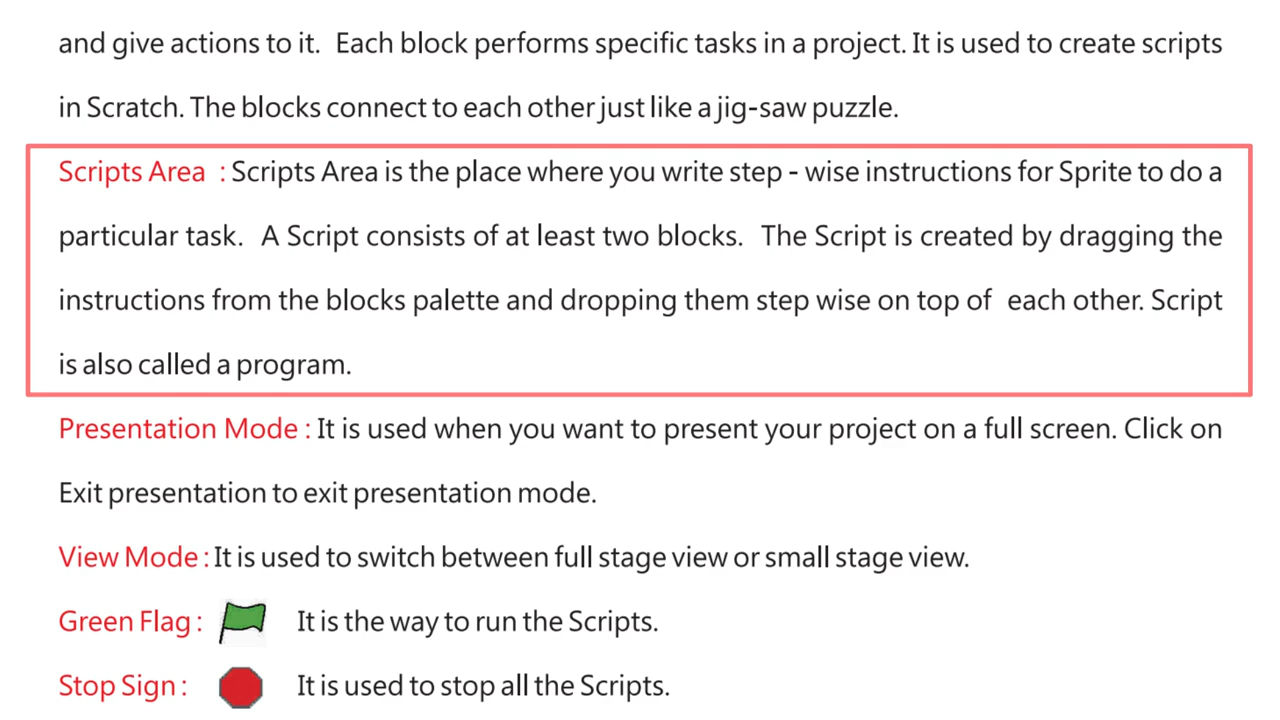 and give actions to it. Each block performs specific tasks in a project. It is used to create scripts
in Scratch. The blocks connect to each other just like a jig-saw puzzle.
Scripts Area : Scripts Area is the place where you write step - wise instructions for Sprite to do a
particular task. A Script consists of at least two blocks. The Script is created by dragging the
instructions from the blocks palette and dropping them step wise on top of each other. Script
is also called a program.
Presentation Mode : It is used when you want to present your project on a full screen. Click on
Exit presentation to exit presentation mode.
View Mode : It is used to switch between full stage view or small stage view.
Green Flag : It is the way to run the Scripts.
Stop Sign : It is used to stop all the Scripts.